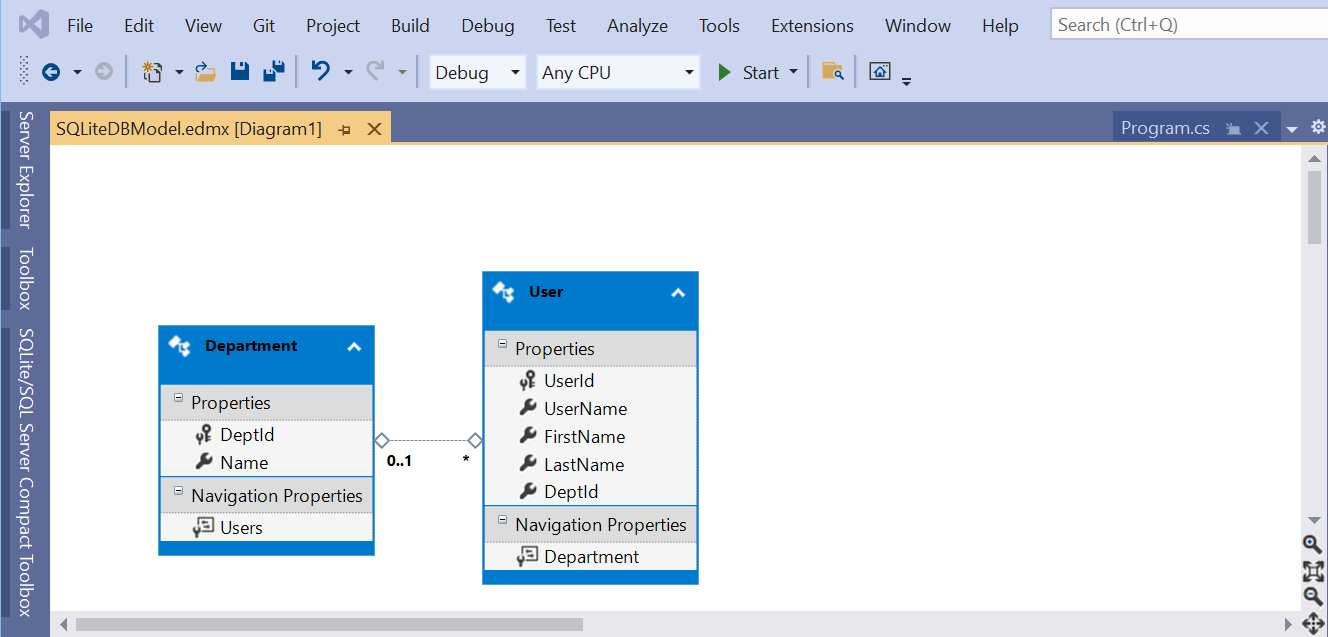 File Edit View Git Project Build Debug Test Analyze Tools Extensions Window Help Search (Ctrl+Q)
Debug Any CPU Start
SQLiteDBModel.edmx [Diagram1] Program.cs
Server Explorer
Toolbox
SQLite/SQL Server Compact Toolbox
Department
Properties
DeptId
Name
Navigation Properties
Users
0..1 *
User
Properties
UserId
UserName
FirstName
LastName
DeptId
Navigation Properties
Department